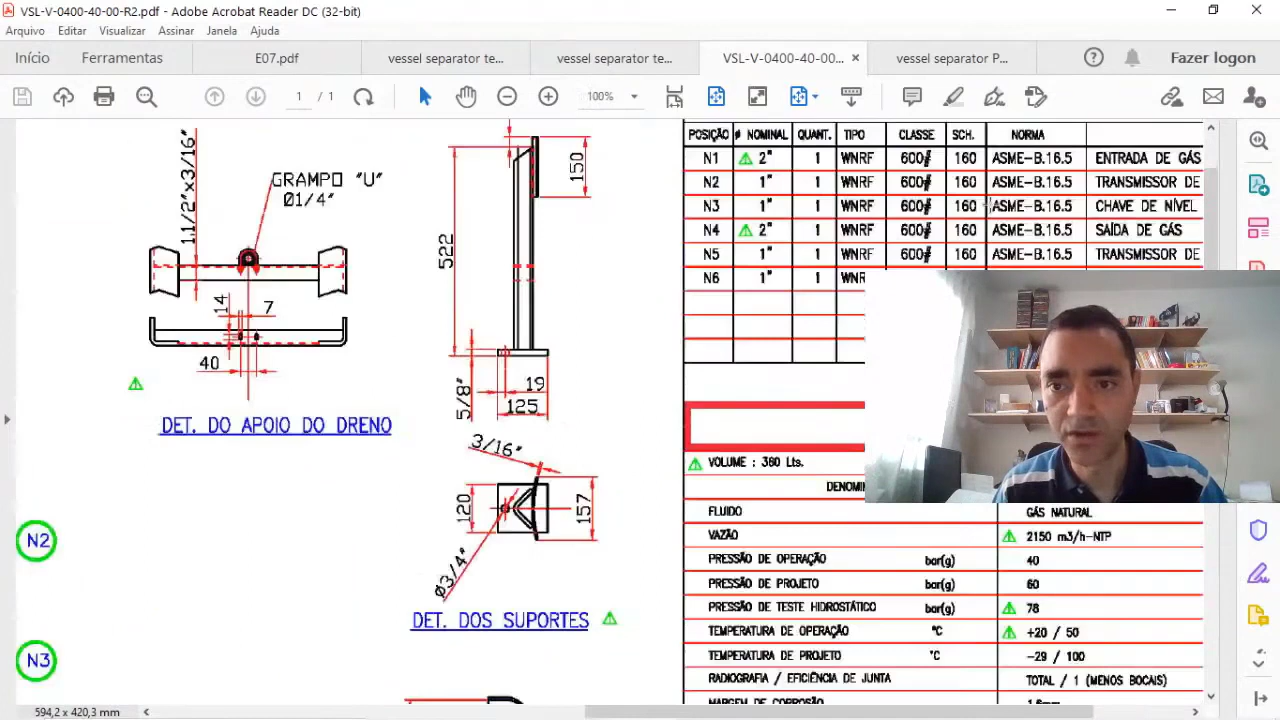 VSL-V-0400-40-00-R2.pdf - Adobe Acrobat Reader DC (32-bit)
Arquivo Editar Visualizar Assinar Janela Ajuda
Início Ferramentas E07.pdf vessel separator te... vessel separator te... VSL-V-0400-40-00... vessel separator P... Fazer logon
1 / 1 100%
1.1/2"x3/16"
GRAMPO "U"
Ø1/4"
14
7
40
DET. DO APOIO DO DRENO
522
150
5/8"
19
125
3/16"
120
157
Ø3/4"
DET. DOS SUPORTES
N2
N3
POSIÇÃO Ø NOMINAL QUANT. TIPO CLASSE SCH. NORMA
N1 2" 1 WNRF 600# 160 ASME-B.16.5 ENTRADA DE GÁS
N2 1" 1 WNRF 600# 160 ASME-B.16.5 TRANSMISSOR DE
N3 1" 1 WNRF 600# 160 ASME-B.16.5 CHAVE DE NÍVEL
N4 2" 1 WNRF 600# 160 ASME-B.16.5 SAÍDA DE GÁS
N5 1" 1 WNRF 600# 160 ASME-B.16.5 TRANSMISSOR DE
N6 1" 1 WNR
VOLUME : 360 Lts.
DENOMI
FLUIDO GÁS NATURAL
VAZÃO 2150 m3/h-NTP
PRESSÃO DE OPERAÇÃO bar(g) 40
PRESSÃO DE PROJETO bar(g) 60
PRESSÃO DE TESTE HIDROSTÁTICO bar(g) 78
TEMPERATURA DE OPERAÇÃO °C +20 / 50
TEMPERATURA DE PROJETO °C -29 / 100
RADIOGRAFIA / EFICIÊNCIA DE JUNTA TOTAL / 1 (MENOS BOCAIS)
MARGEM DE CORROSÃO 1,6mm
594,2 x 420,3 mm